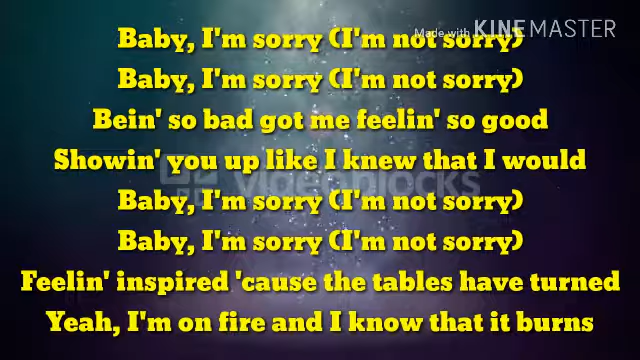 Made with KINEMASTER
Baby, I'm sorry (I'm not sorry)
Baby, I'm sorry (I'm not sorry)
Bein' so bad got me feelin' so good
Showin' you up like I knew that I would
videoblocks
Baby, I'm sorry (I'm not sorry)
Baby, I'm sorry (I'm not sorry)
Feelin' inspired 'cause the tables have turned
Yeah, I'm on fire and I know that it burns